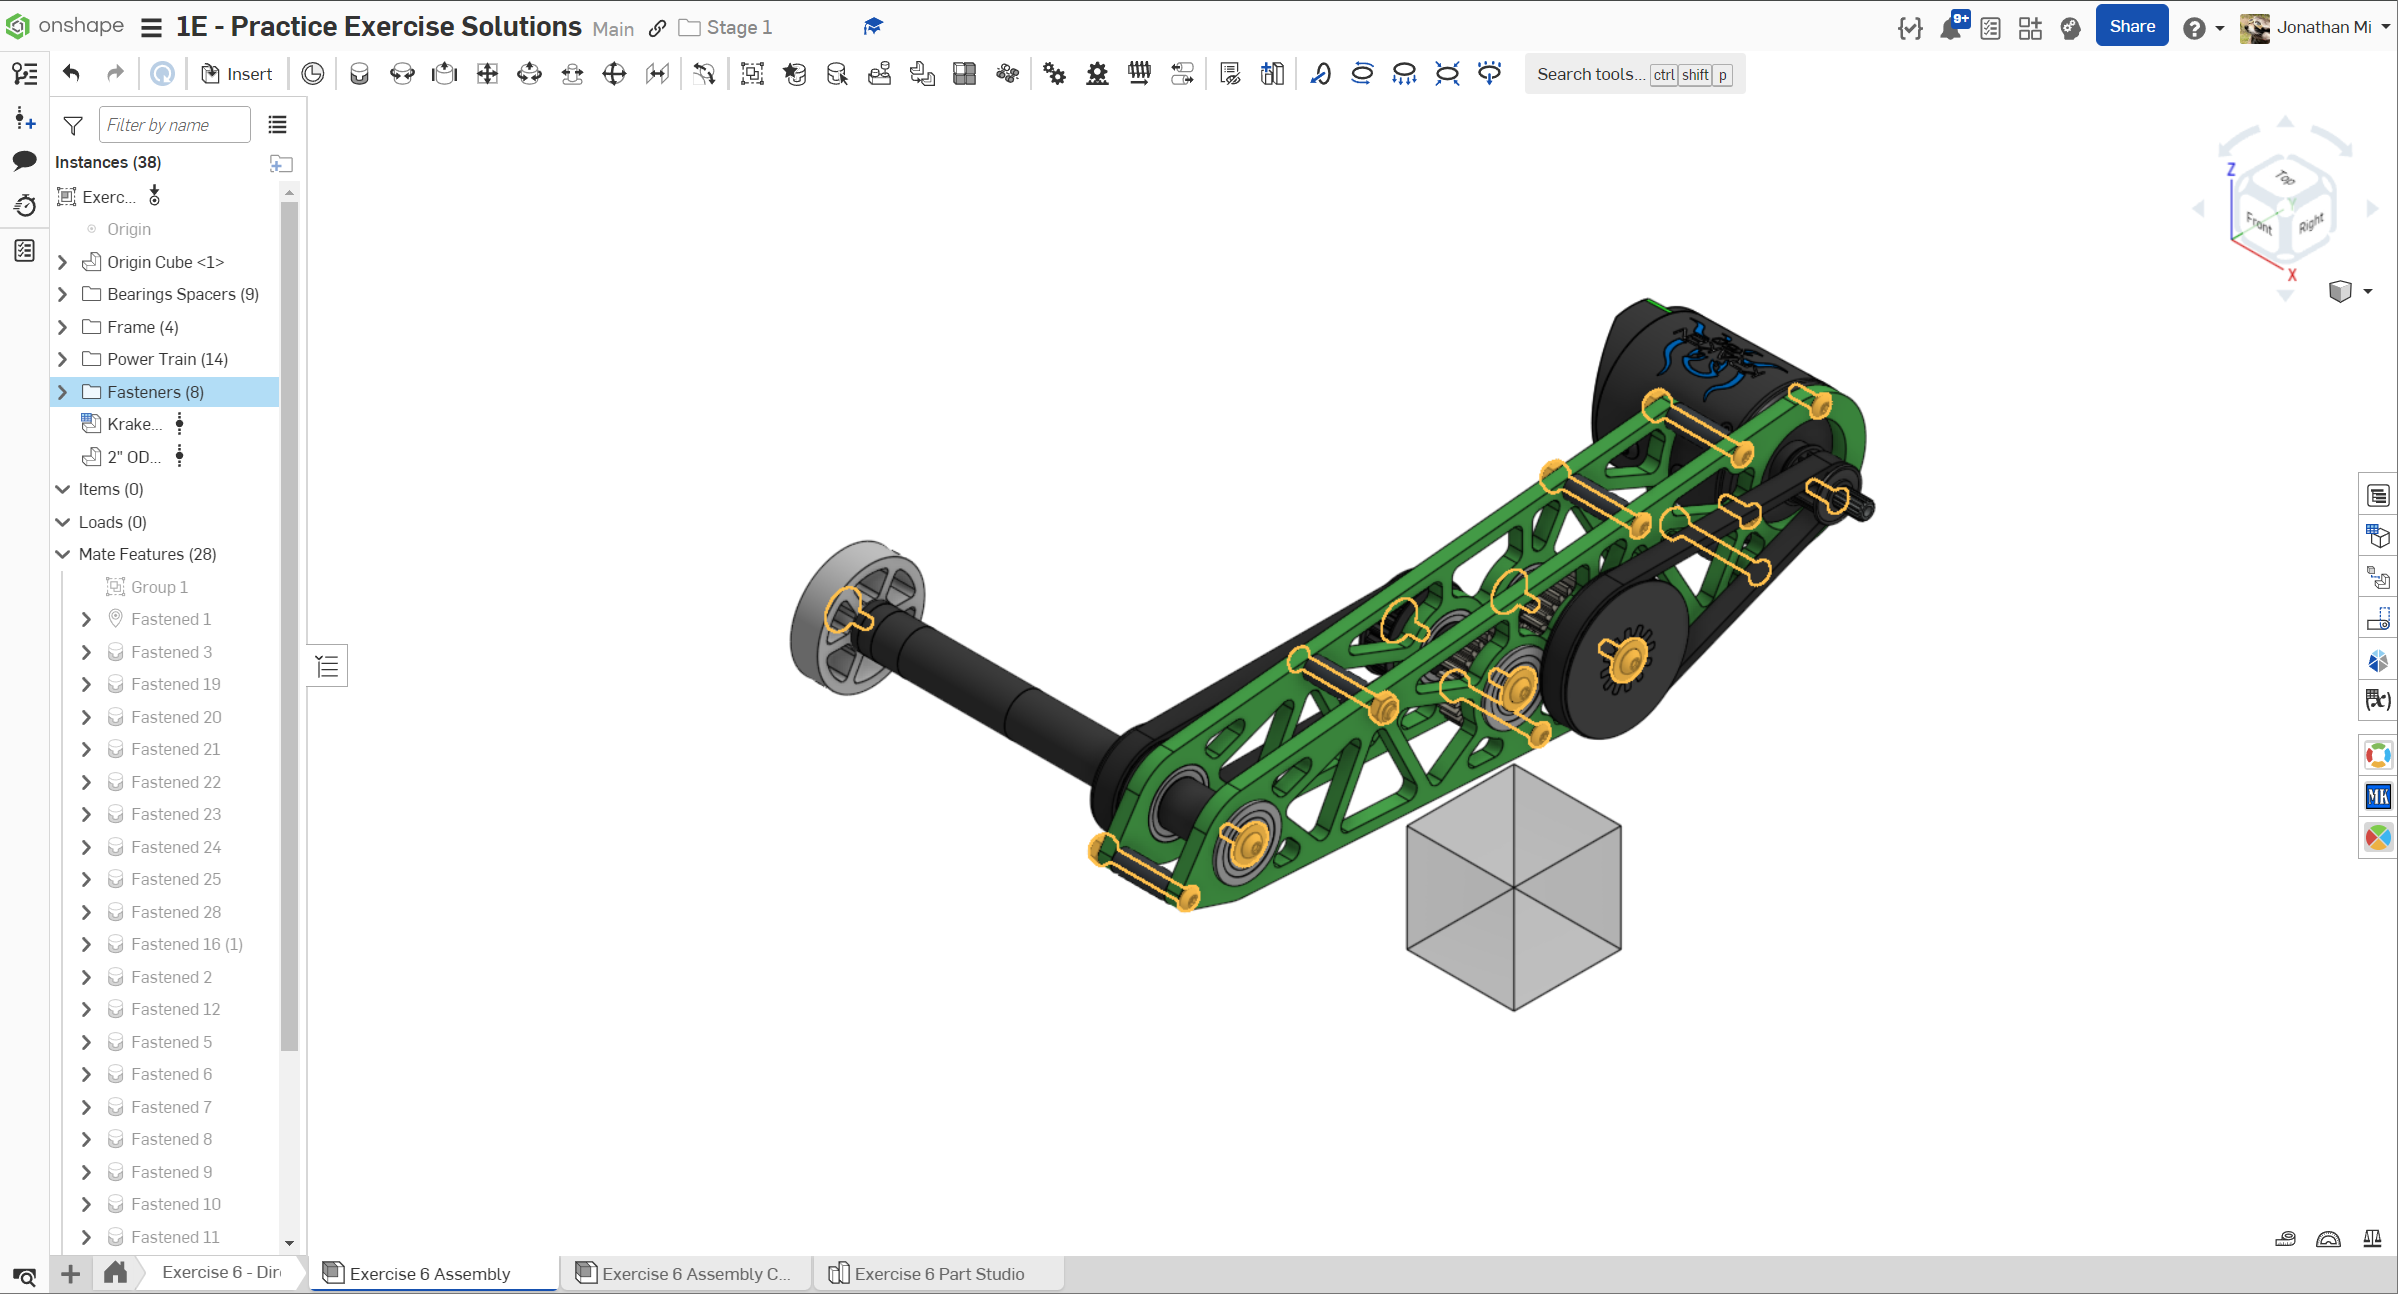 onshape
1E - Practice Exercise Solutions Main Stage 1
9+
Share
Jonathan Mi
Insert
Search tools... ctrl shift p
Filter by name
Instances (38)
Exerc...
Origin
Origin Cube <1>
Bearings Spacers (9)
Frame (4)
Power Train (14)
Fasteners (8)
Krake...
2" OD...
Items (0)
Loads (0)
Mate Features (28)
Group 1
Fastened 1
Fastened 3
Fastened 19
Fastened 20
Fastened 21
Fastened 22
Fastened 23
Fastened 24
Fastened 25
Fastened 28
Fastened 16 (1)
Fastened 2
Fastened 12
Fastened 5
Fastened 6
Fastened 7
Fastened 8
Fastened 9
Fastened 10
Fastened 11
Z
Top
Y
Front
Right
X
(x)
MK
Exercise 6 - Dir
Exercise 6 Assembly
Exercise 6 Assembly C...
Exercise 6 Part Studio